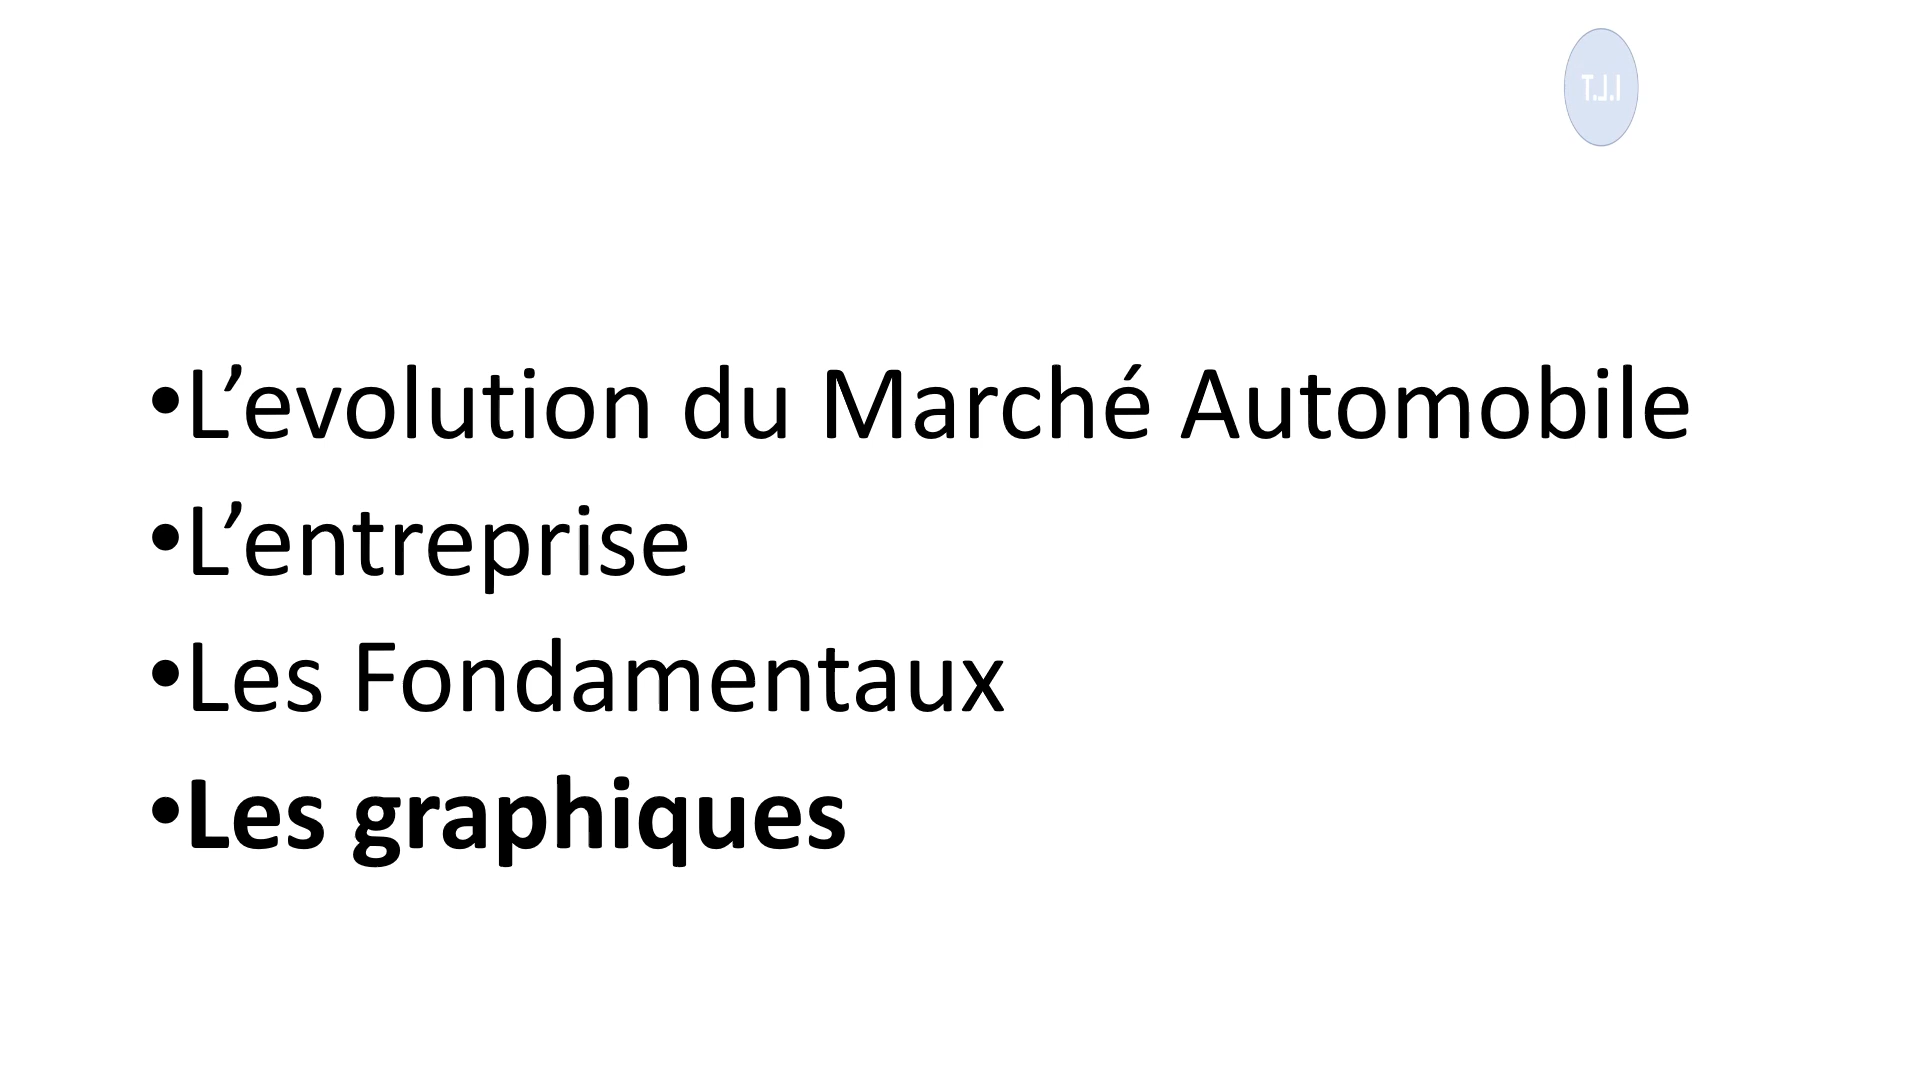 I.L.T
•L’evolution du Marché Automobile
•L’entreprise
•Les Fondamentaux
•Les graphiques